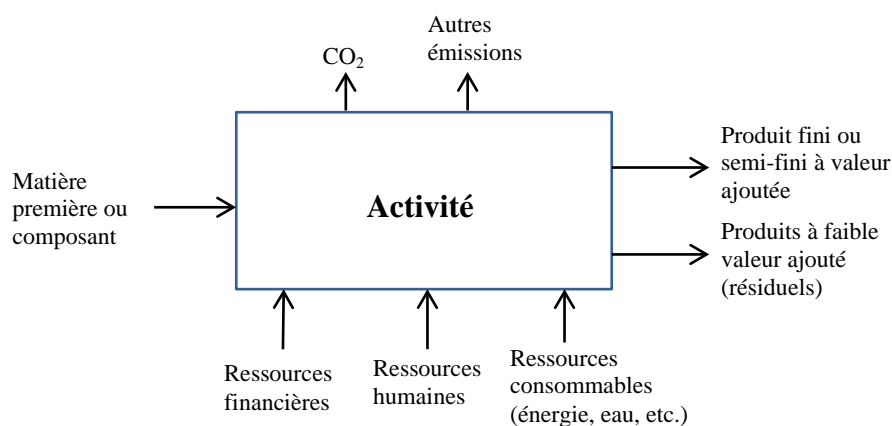 Autres
émissions
CO2
Matière
première ou
composant
Activité
Produit fini ou
semi-fini à valeur
ajoutée
Produits à faible
valeur ajouté
(résiduels)
Ressources
financières
Ressources
humaines
Ressources
consommables
(énergie, eau, etc.)